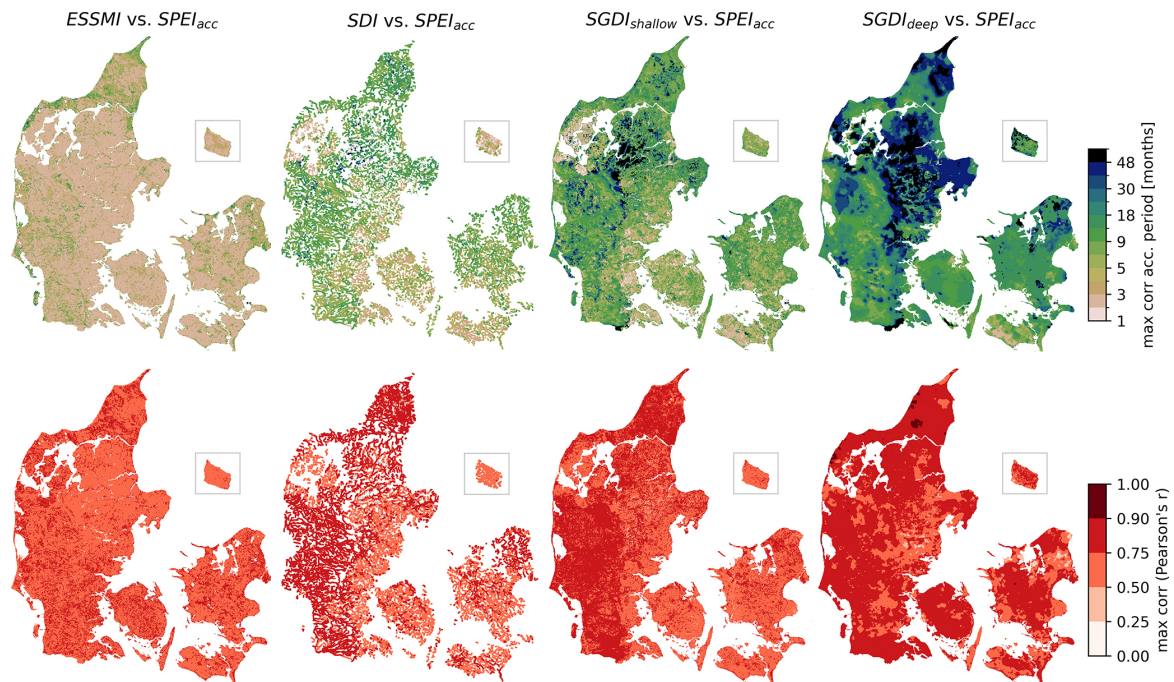 ESSMI vs. SPEIacc
SDI vs. SPEIacc
SGDIshallow vs. SPEIacc
SGDIdeep vs. SPEIacc
48
30
18
9
5
3
1
max corr acc. period [months]
1.00
0.90
0.75
0.50
0.25
0.00
max corr (Pearson's r)